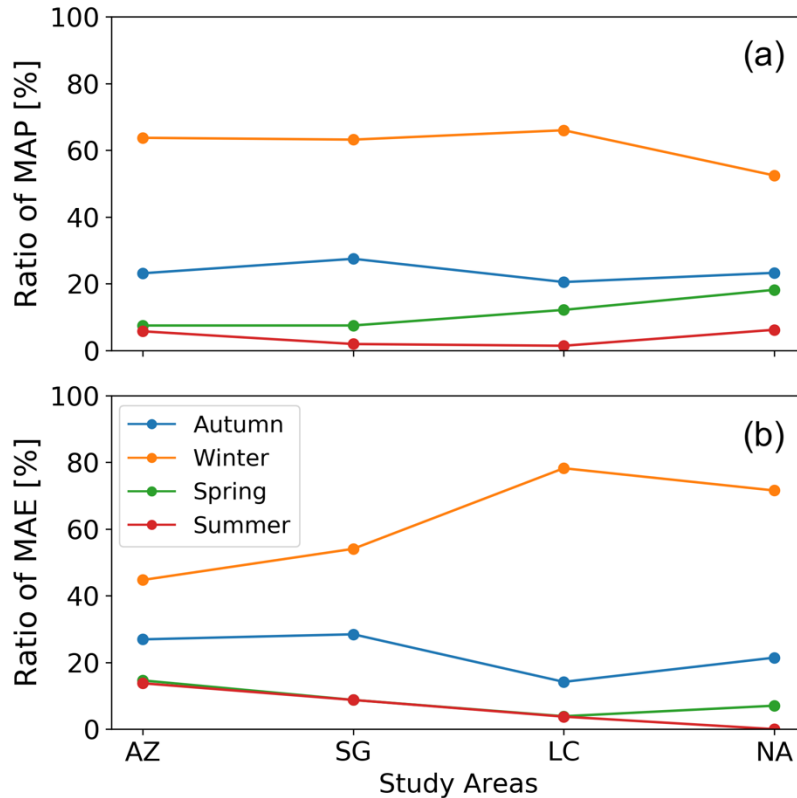 100
(a)
80
60
40
20
0
Ratio of MAP [%]
100
(b)
80
60
40
20
0
Ratio of MAE [%]
Autumn
Winter
Spring
Summer
AZ SG LC NA
Study Areas